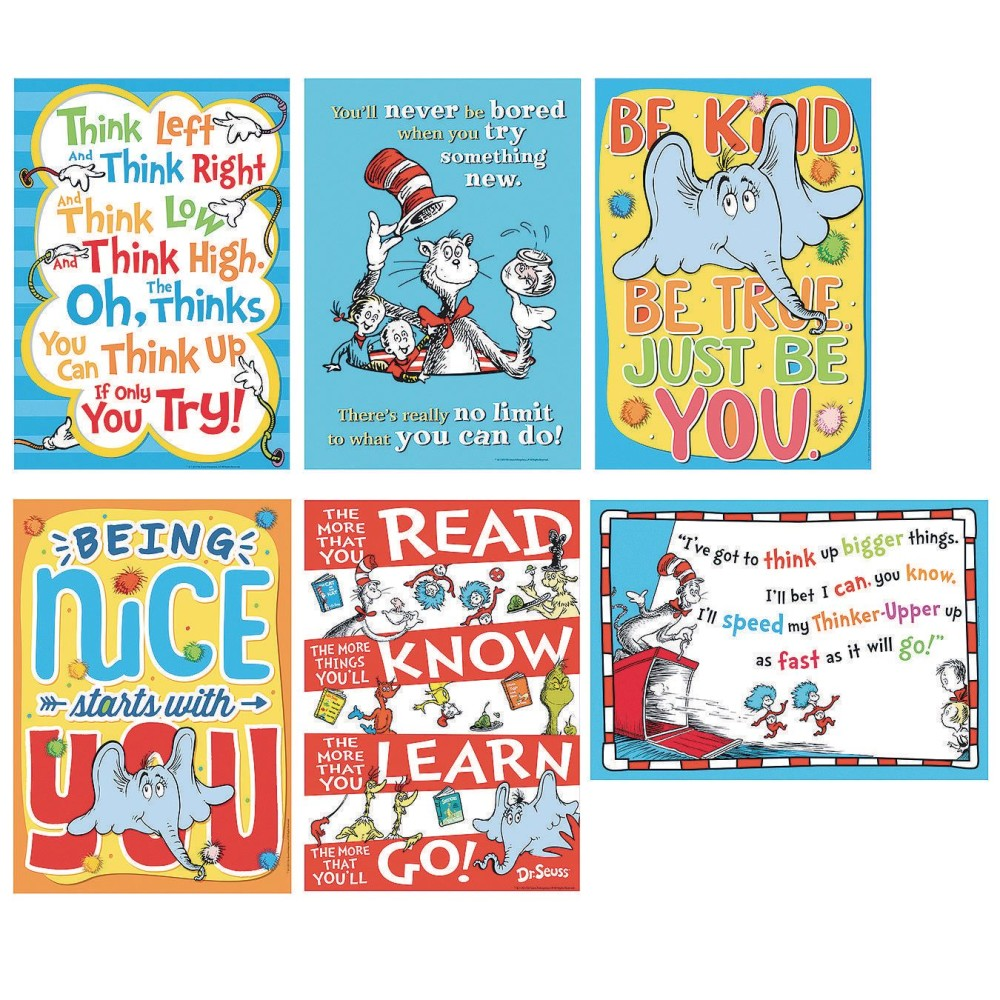 Think Left
And Think Right
And Think Low
And Think High.
Oh, The Thinks
You Can Think Up
If Only
You Try!
You'll never be bored
when you try
something
new.
There's really no limit
to what you can do!
BE KiND.
BE TRUE.
JUST BE
YOU.
BEING
NiCE
starts with
YOU
THE MORE THAT YOU READ
THE MORE THINGS YOU'LL KNOW
THE MORE THAT YOU LEARN
THE MORE THAT YOU'LL GO!
Dr. Seuss
"I've got to think up bigger things.
I'll bet I can, you know.
I'll speed my Thinker-Upper up
as fast as it will go!"